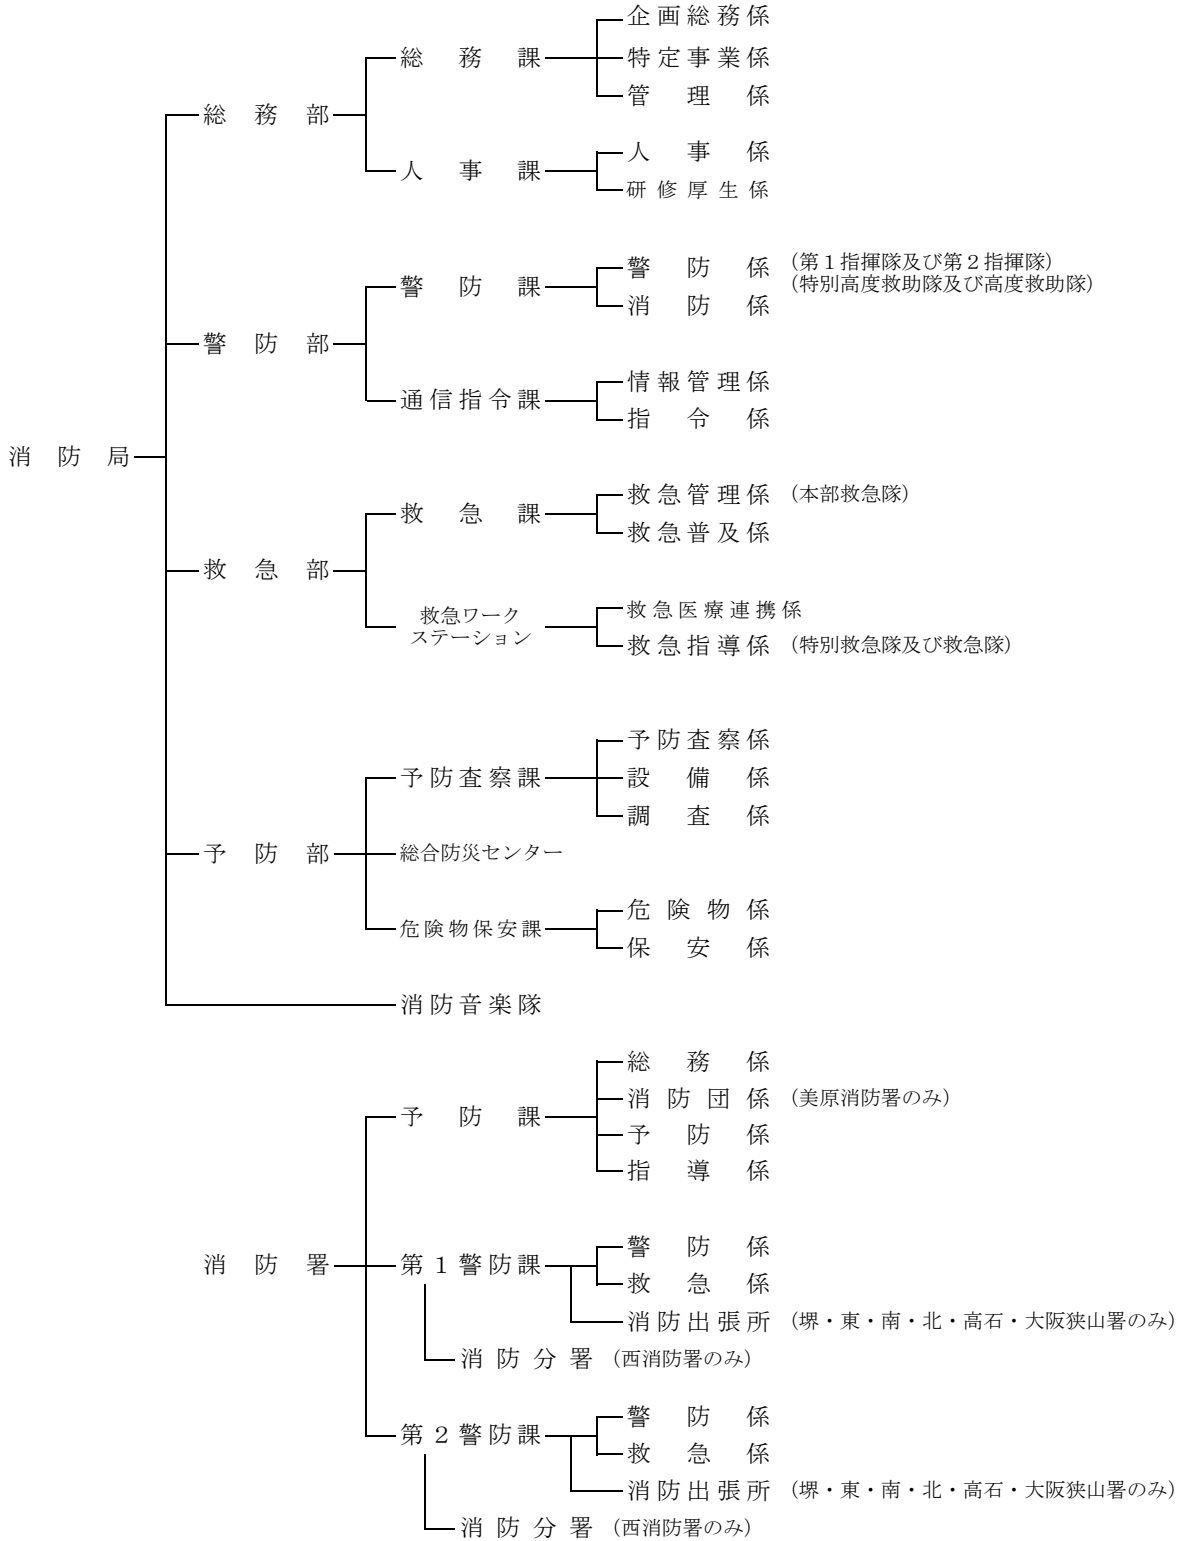 企画総務係
総務課
特定事業係
管理係
総務部
人事係
人事課
研修厚生係
警防係 （第１指揮隊及び第２指揮隊）
（特別高度救助隊及び高度救助隊）
警防課
消防係
警防部
情報管理係
通信指令課
指令係
消防局
救急管理係 （本部救急隊）
救急課
救急普及係
救急部
救急ワーク
ステーション
救急医療連携係
救急指導係 （特別救急隊及び救急隊）
予防査察係
予防査察課
設備係
調査係
予防部
総合防災センター
危険物係
危険物保安課
保安係
消防音楽隊
総務係
消防団係 （美原消防署のみ）
予防課
予防係
指導係
警防係
消防署
第１警防課
救急係
消防出張所 （堺・東・南・北・高石・大阪狭山署のみ）
消防分署 （西消防署のみ）
警防係
第２警防課
救急係
消防出張所 （堺・東・南・北・高石・大阪狭山署のみ）
消防分署 （西消防署のみ）